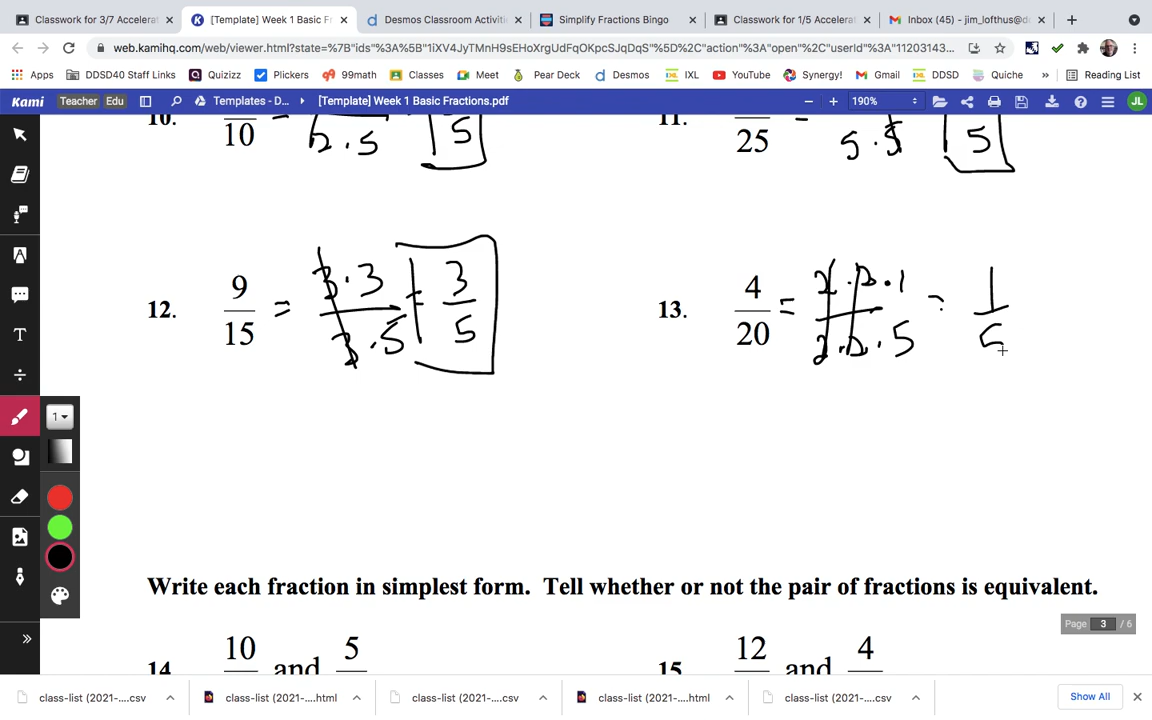 Classwork for 3/7 Accelerat
[Template] Week 1 Basic Fr
Desmos Classroom Activitie
Simplify Fractions Bingo
Classwork for 1/5 Accelerat
Inbox (45) - jim_lofthus@d
web.kamihq.com/web/viewer.html?state=%7B"ids"%3A%5B"1iXV4JyTMnH9sEHoXrgUdFqOKpcSJqDqS"%5D%2C"action"%3A"open"%2C"userId"%3A"11203143...
Apps DDSD40 Staff Links Quizizz Plickers 99math Classes Meet Pear Deck Desmos IXL YouTube Synergy! Gmail DDSD Quiche » Reading List
Kami Teacher Edu Templates - D... [Template] Week 1 Basic Fractions.pdf 190% JL
10. 10 = 2 · 5 5
11. 25 = 5 · 5 5
12. 9/15 = 3 · 3 / 3 · 5 = 3/5
13. 4/20 = 2 · 2 · 1 / 2 · 2 · 5 = 1/5
T
1
Write each fraction in simplest form. Tell whether or not the pair of fractions is equivalent.
Page 3 / 6
14 10 and 5
15 12 and 4
class-list (2021-....csv class-list (2021-....html class-list (2021-....csv class-list (2021-....html class-list (2021-....csv Show All